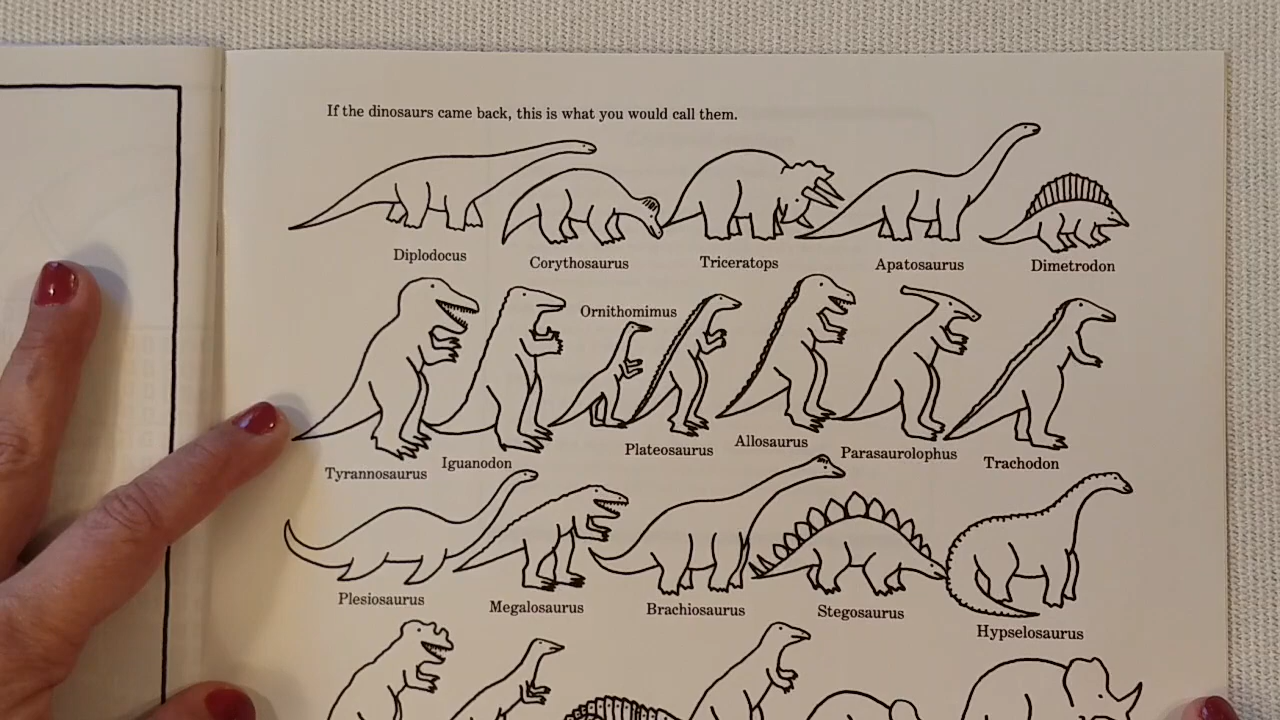 If the dinosaurs came back, this is what you would call them.
Diplodocus
Corythosaurus
Triceratops
Apatosaurus
Dimetrodon
Ornithomimus
Tyrannosaurus
Iguanodon
Plateosaurus
Allosaurus
Parasaurolophus
Trachodon
Plesiosaurus
Megalosaurus
Brachiosaurus
Stegosaurus
Hypselosaurus